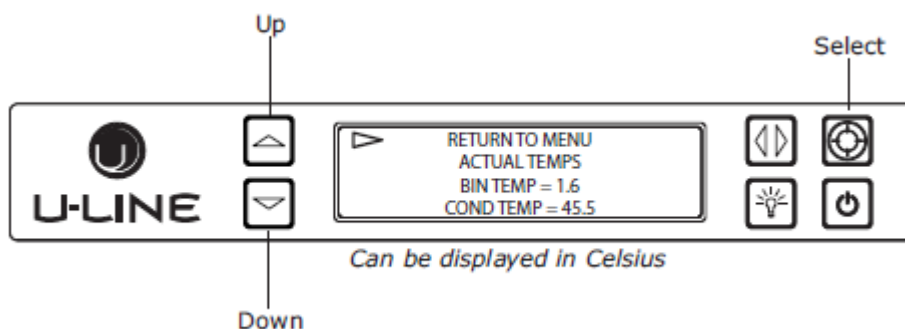 Up
Select
RETURN TO MENU
ACTUAL TEMPS
BIN TEMP = 1.6
COND TEMP = 45.5
U
U-LINE
Can be displayed in Celsius
Down